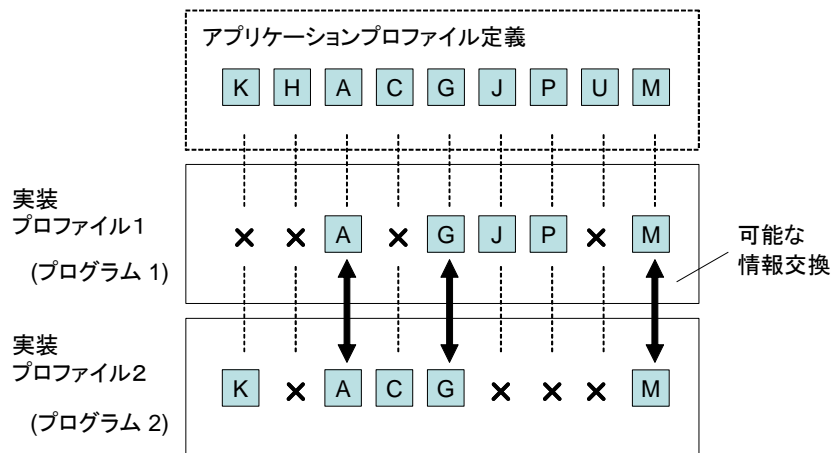 アプリケーションプロファイル定義
K H A C G J P U M
実装
プロファイル1
(プログラム 1)
× × A × G J P × M
可能な
情報交換
実装
プロファイル2
(プログラム 2)
K × A C G × × × M